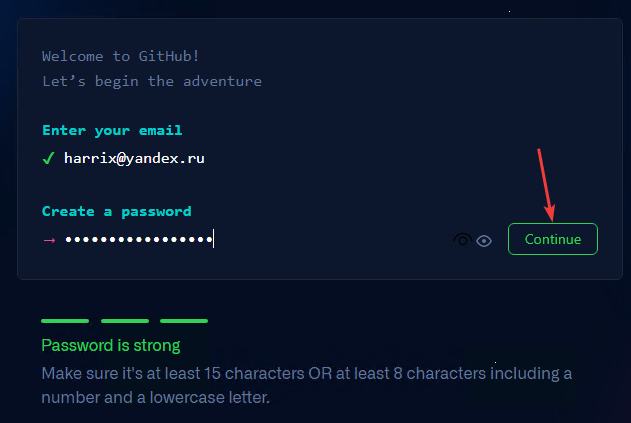 Welcome to GitHub!
Let’s begin the adventure
Enter your email
✓ harrix@yandex.ru
Create a password
→ •••••••••••••••••
Continue
Password is strong
Make sure it's at least 15 characters OR at least 8 characters including a
number and a lowercase letter.